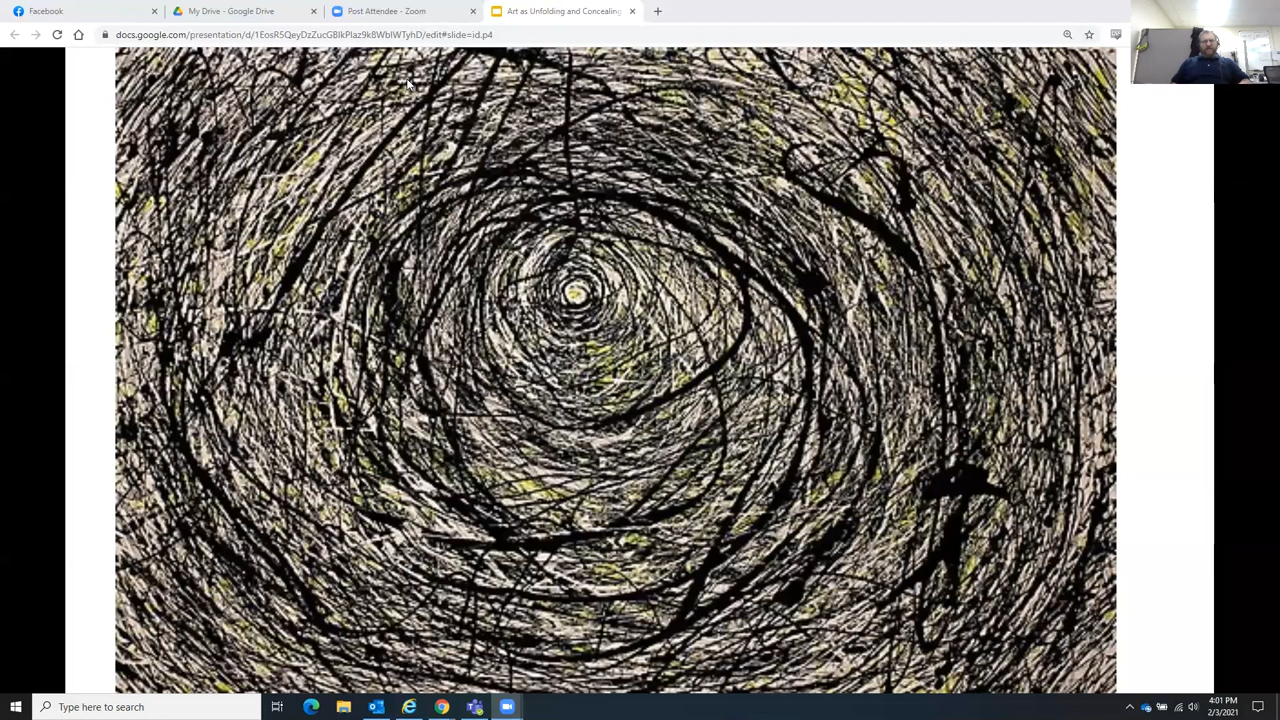 Facebook
My Drive - Google Drive
Post Attendee - Zoom
Art as Unfolding and Concealing
docs.google.com/presentation/d/1EosR5QeyDzZucGBIkPlaz9k8WbIWTyhD/edit#slide=id.p4
Type here to search
4:01 PM
2/3/2021